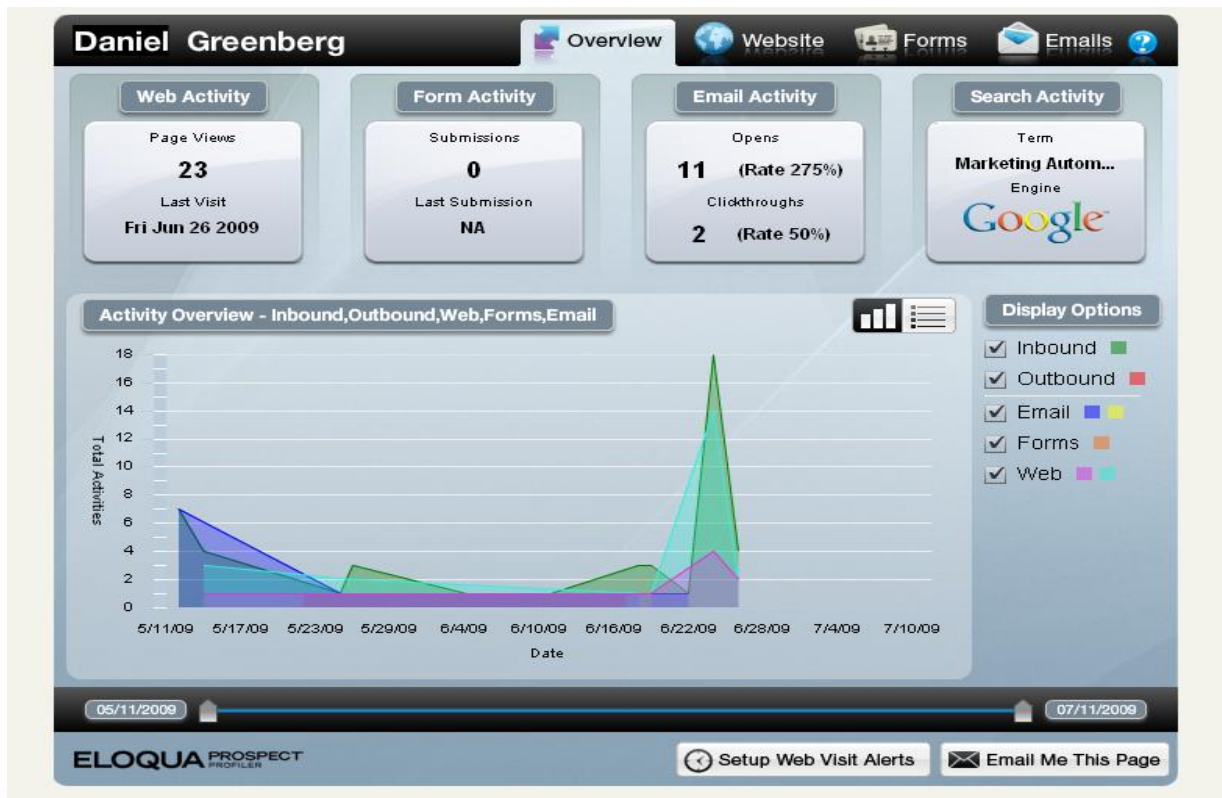 Daniel Greenberg
Overview
Website
Forms
Emails
?
Web Activity
Page Views
23
Last Visit
Fri Jun 26 2009
Form Activity
Submissions
0
Last Submission
NA
Email Activity
Opens
11 (Rate 275%)
Clickthroughs
2 (Rate 50%)
Search Activity
Term
Marketing Autom...
Engine
Google
Activity Overview - Inbound,Outbound,Web,Forms,Email
Display Options
Inbound
Outbound
Email
Forms
Web
Total Activities
18
16
14
12
10
8
6
4
2
0
5/11/09 5/17/09 5/23/09 5/29/09 6/4/09 6/10/09 6/16/09 6/22/09 6/28/09 7/4/09 7/10/09
Date
05/11/2009
07/11/2009
ELOQUA PROSPECT
PROFILER
Setup Web Visit Alerts
Email Me This Page